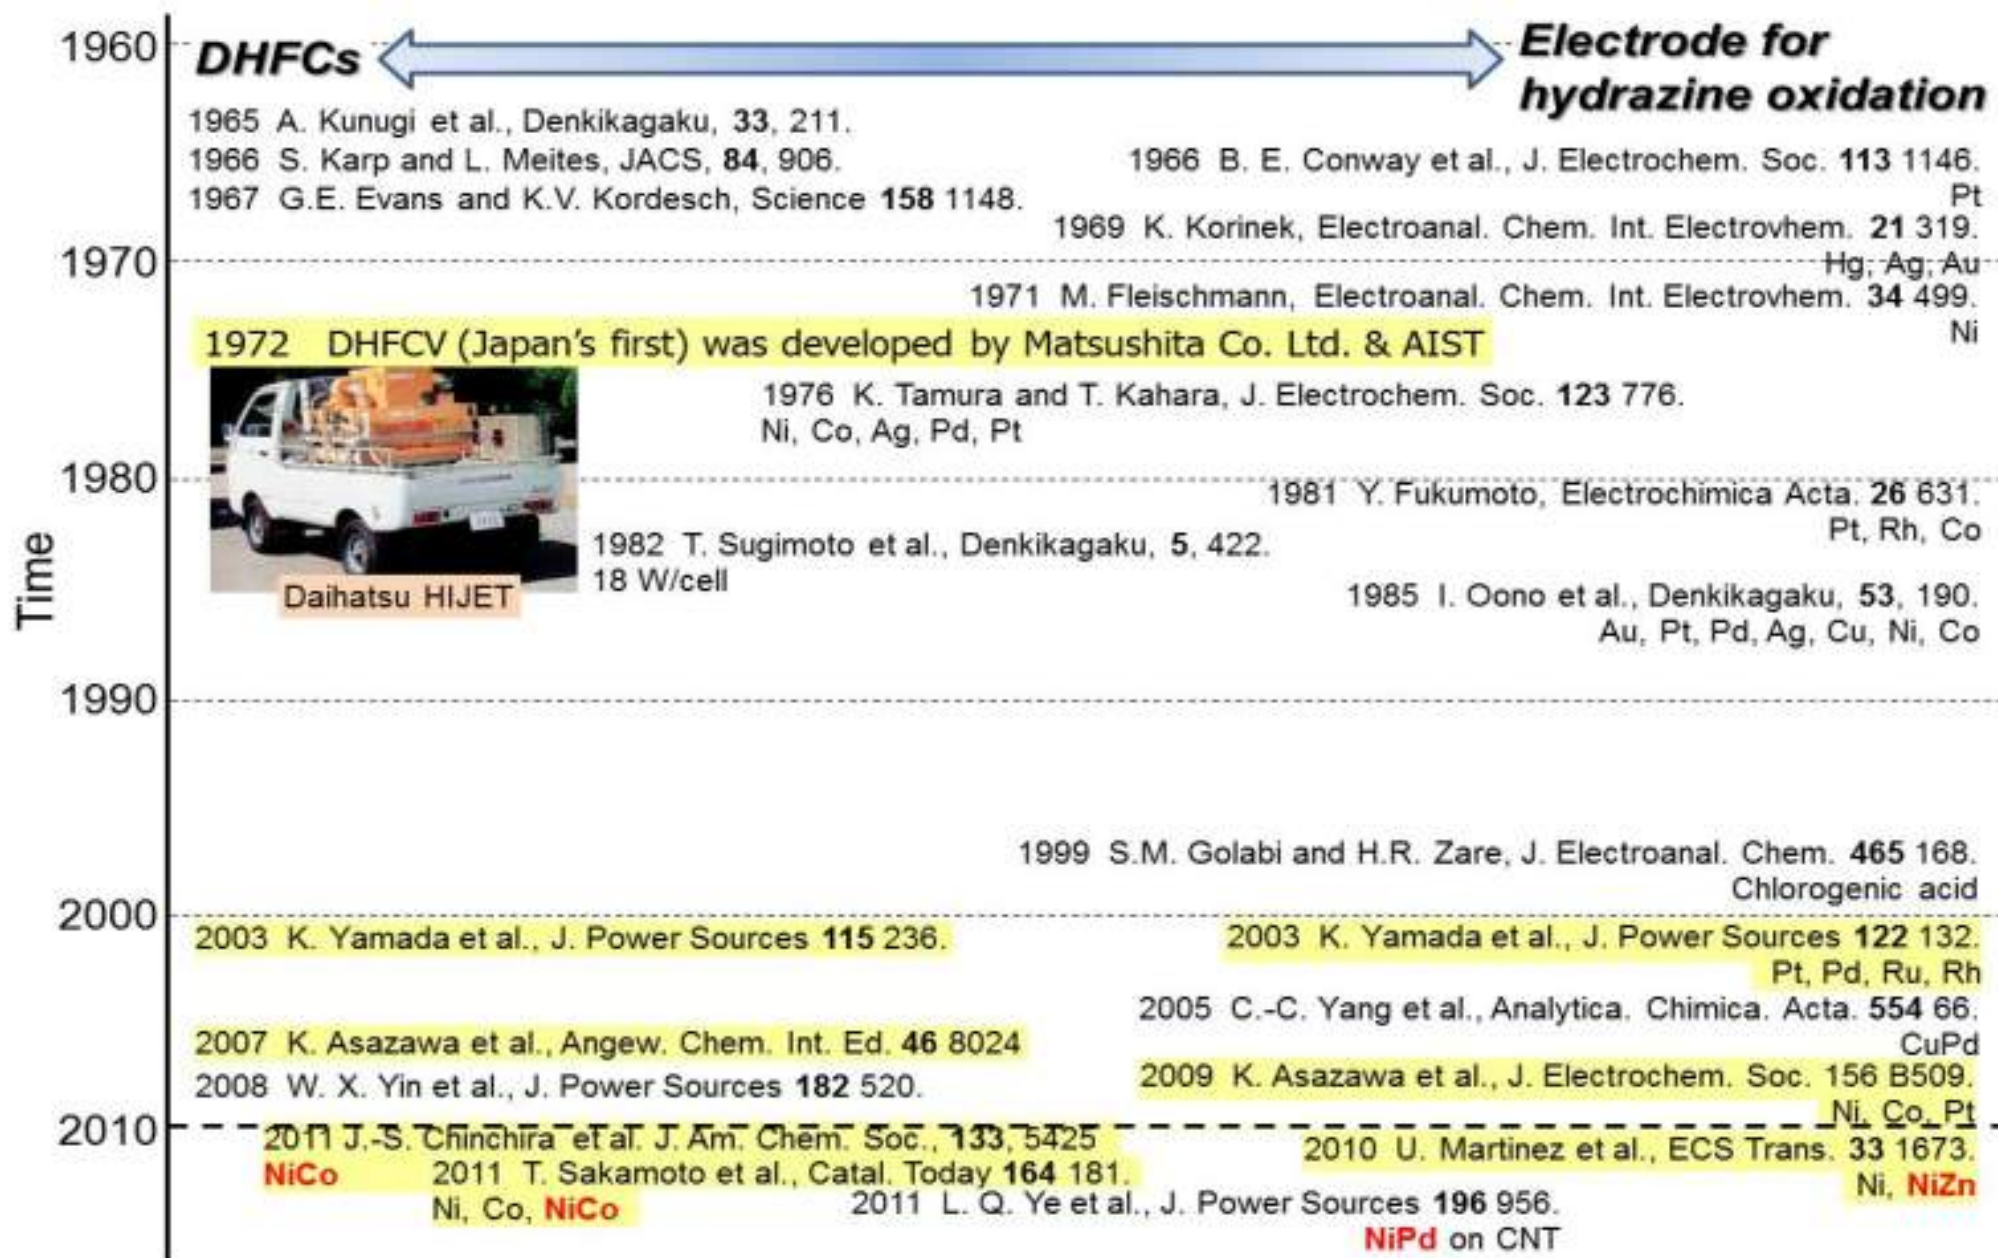 1960
DHFCs
Electrode for
hydrazine oxidation
1965 A. Kunugi et al., Denkikagaku, 33, 211.
1966 S. Karp and L. Meites, JACS, 84, 906.
1966 B. E. Conway et al., J. Electrochem. Soc. 113 1146.
Pt
1967 G.E. Evans and K.V. Kordesch, Science 158 1148.
1969 K. Korinek, Electroanal. Chem. Int. Electrovhem. 21 319.
Hg, Ag, Au
1970
1971 M. Fleischmann, Electroanal. Chem. Int. Electrovhem. 34 499.
Ni
1972 DHFCV (Japan's first) was developed by Matsushita Co. Ltd. & AIST
1976 K. Tamura and T. Kahara, J. Electrochem. Soc. 123 776.
Ni, Co, Ag, Pd, Pt
1980
1981 Y. Fukumoto, Electrochimica Acta. 26 631.
Pt, Rh, Co
1982 T. Sugimoto et al., Denkikagaku, 5, 422.
18 W/cell
Daihatsu HIJET
Time
1985 I. Oono et al., Denkikagaku, 53, 190.
Au, Pt, Pd, Ag, Cu, Ni, Co
1990
1999 S.M. Golabi and H.R. Zare, J. Electroanal. Chem. 465 168.
Chlorogenic acid
2000
2003 K. Yamada et al., J. Power Sources 115 236.
2003 K. Yamada et al., J. Power Sources 122 132.
Pt, Pd, Ru, Rh
2005 C.-C. Yang et al., Analytica. Chimica. Acta. 554 66.
CuPd
2007 K. Asazawa et al., Angew. Chem. Int. Ed. 46 8024
2008 W. X. Yin et al., J. Power Sources 182 520.
2009 K. Asazawa et al., J. Electrochem. Soc. 156 B509.
Ni, Co, Pt
2010
2011 J.-S. Chinchira et al. J. Am. Chem. Soc., 133, 5425
NiCo
2010 U. Martinez et al., ECS Trans. 33 1673.
Ni, NiZn
2011 T. Sakamoto et al., Catal. Today 164 181.
Ni, Co, NiCo
2011 L. Q. Ye et al., J. Power Sources 196 956.
NiPd on CNT